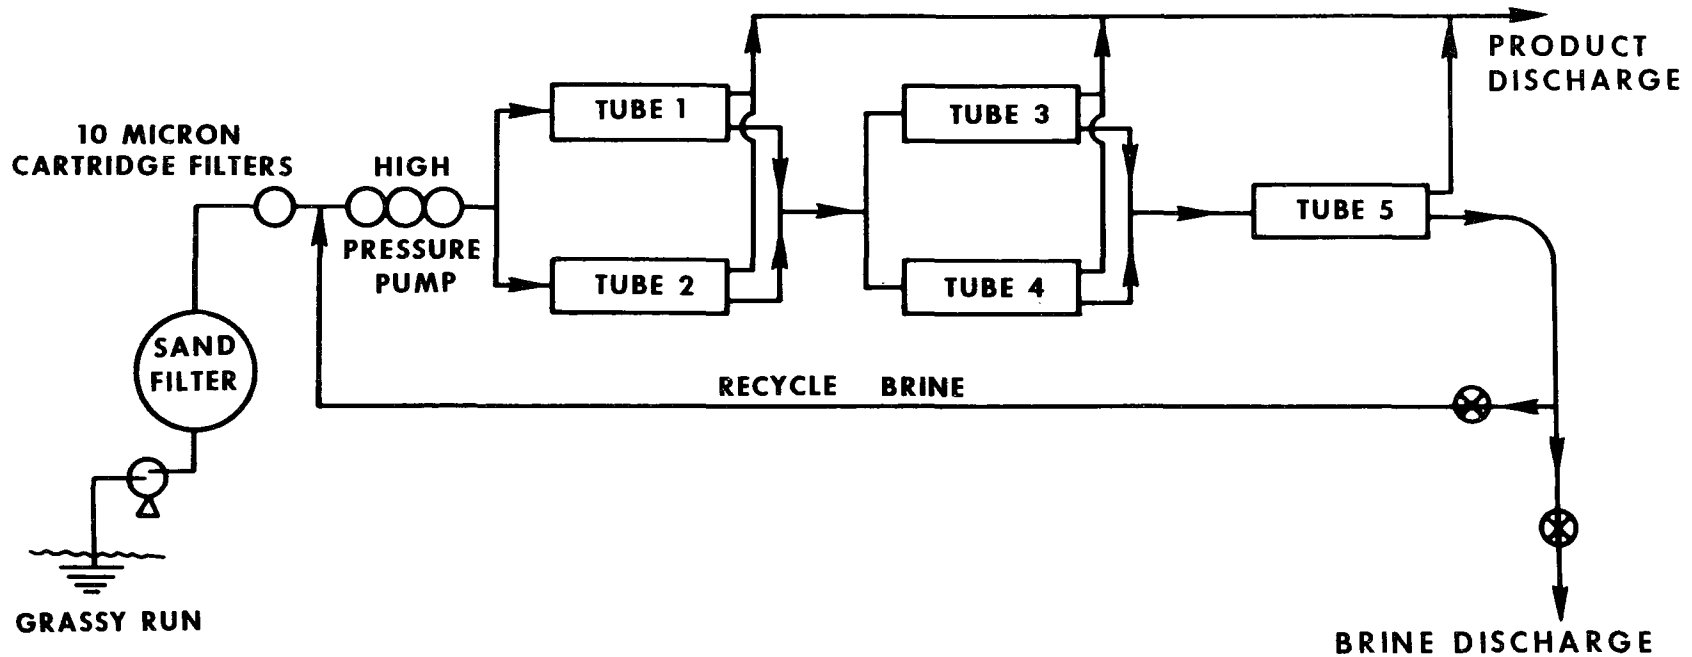 PRODUCT
DISCHARGE
TUBE 1
TUBE 3
10 MICRON
CARTRIDGE FILTERS
HIGH
PRESSURE
PUMP
TUBE 5
TUBE 2
TUBE 4
SAND
FILTER
RECYCLE BRINE
GRASSY RUN
BRINE DISCHARGE